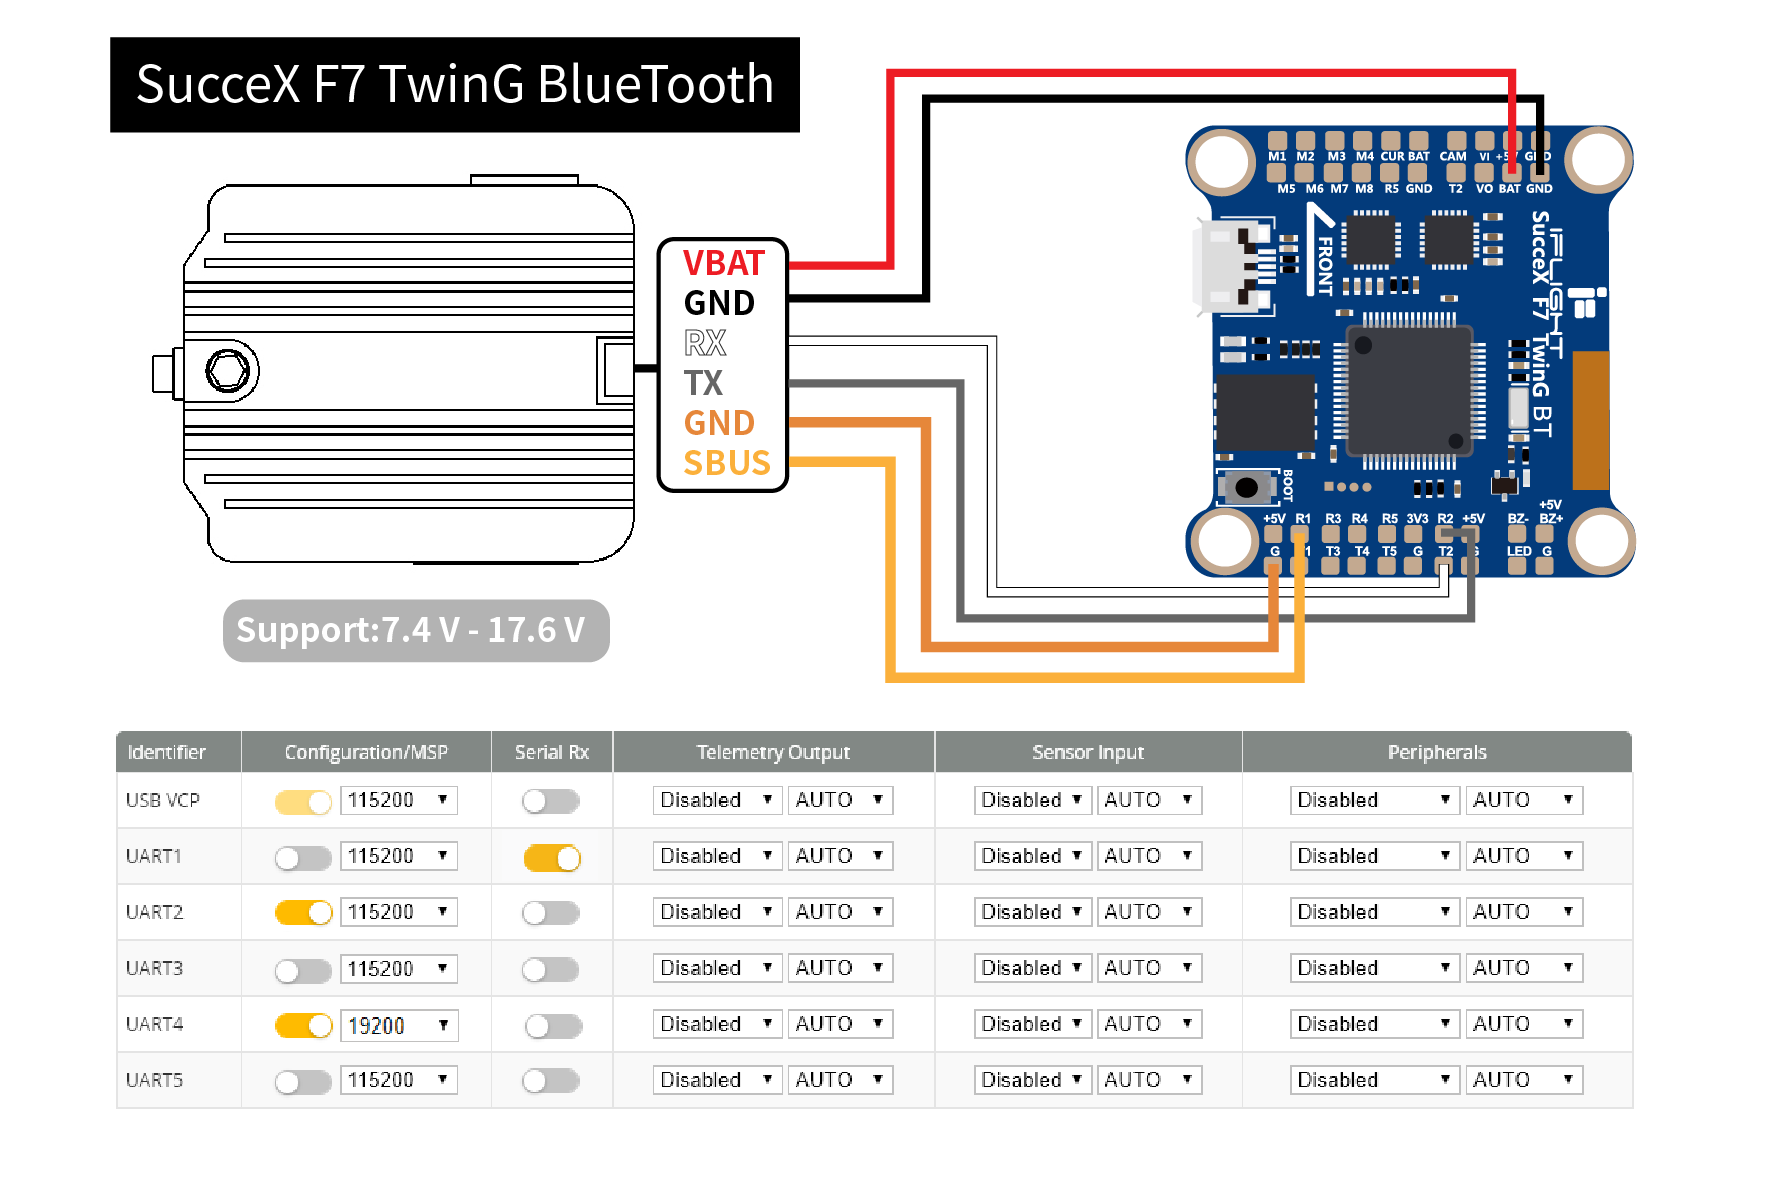 SucceX F7 TwinG BlueTooth
VBAT
GND
RX
TX
GND
SBUS
Support:7.4 V - 17.6 V
M1 M2 M3 M4 CUR BAT CAM VI +5V GND
M5 M6 M7 M8 R5 GND T2 VO BAT GND
FRONT
IFLIGHT
SucceX F7 TwinG BT
BOOT
+5V
+5V R1 R3 R4 R5 3V3 R2 +5V BZ- BZ+
G 1 T3 T4 T5 G T2 G LED G
Identifier Configuration/MSP Serial Rx Telemetry Output Sensor Input Peripherals
USB VCP 115200 Disabled AUTO Disabled AUTO Disabled AUTO
UART1 115200 Disabled AUTO Disabled AUTO Disabled AUTO
UART2 115200 Disabled AUTO Disabled AUTO Disabled AUTO
UART3 115200 Disabled AUTO Disabled AUTO Disabled AUTO
UART4 19200 Disabled AUTO Disabled AUTO Disabled AUTO
UART5 115200 Disabled AUTO Disabled AUTO Disabled AUTO